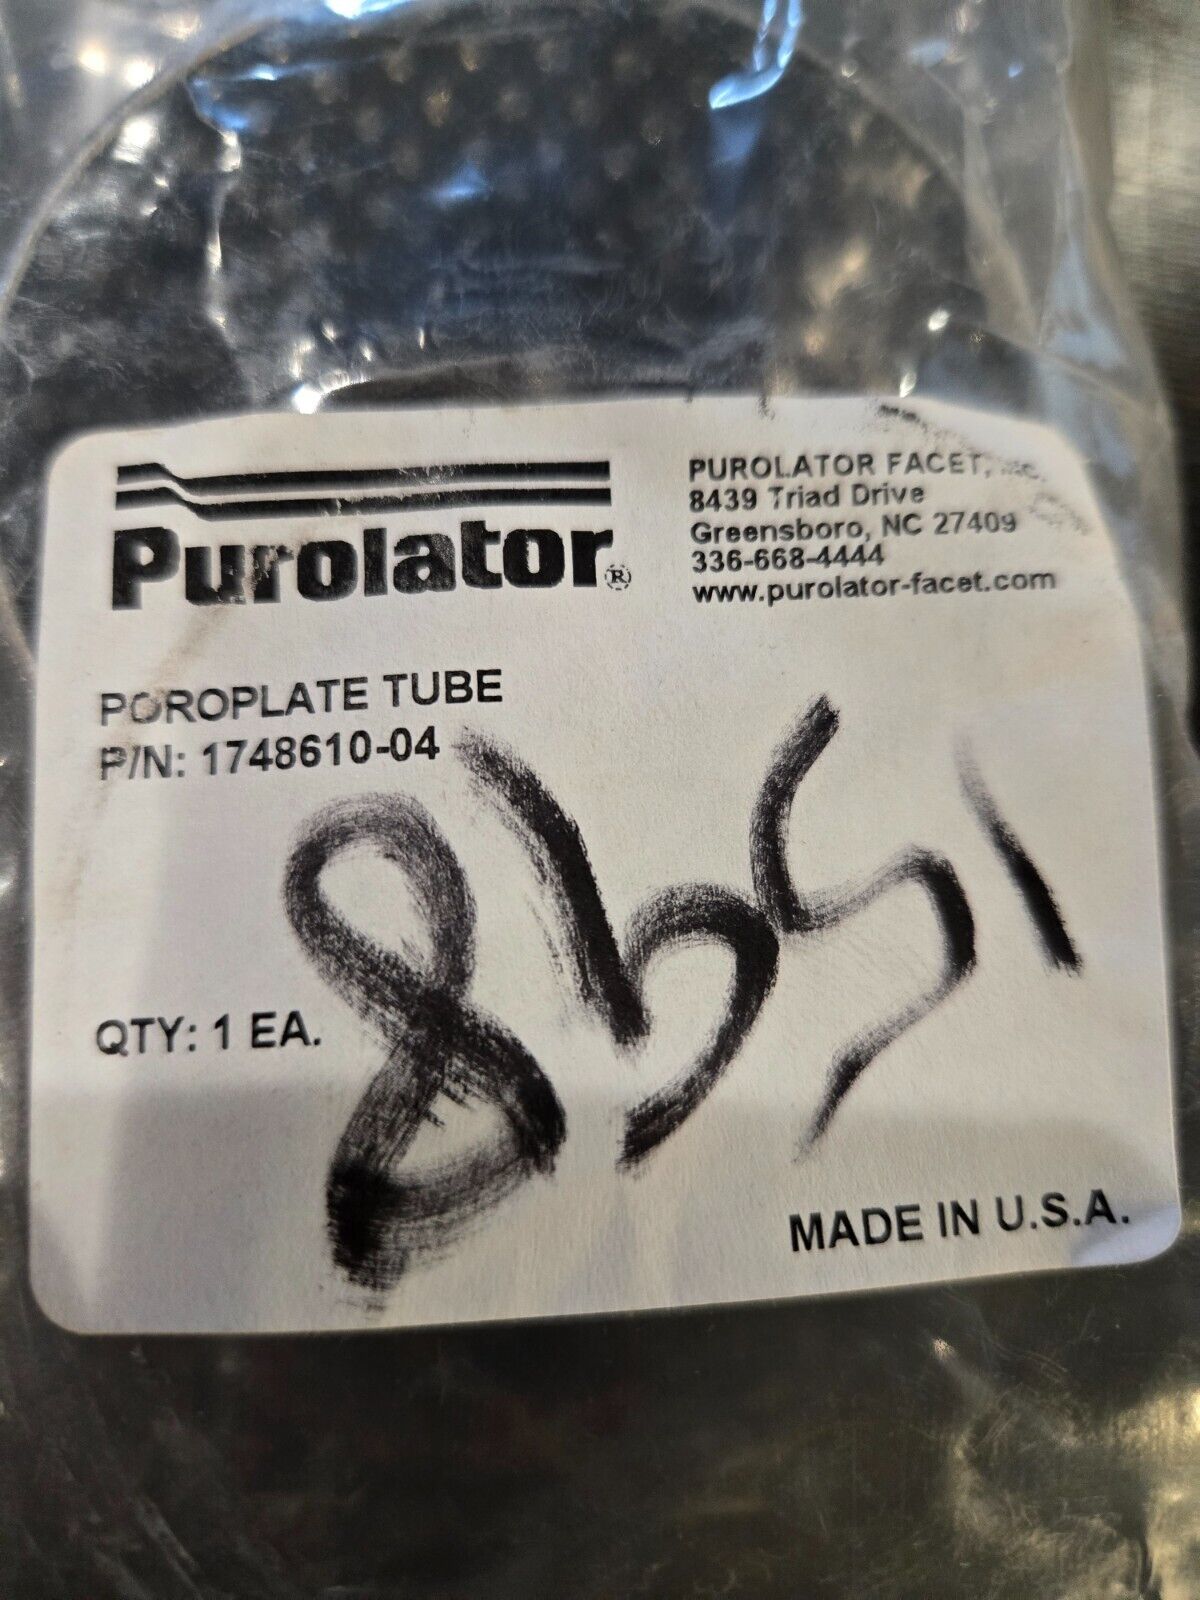 Purolator®
PUROLATOR FACET, INC.
8439 Triad Drive
Greensboro, NC 27409
336-668-4444
www.purolator-facet.com
POROPLATE TUBE
P/N: 1748610-04
QTY: 1 EA.
MADE IN U.S.A.